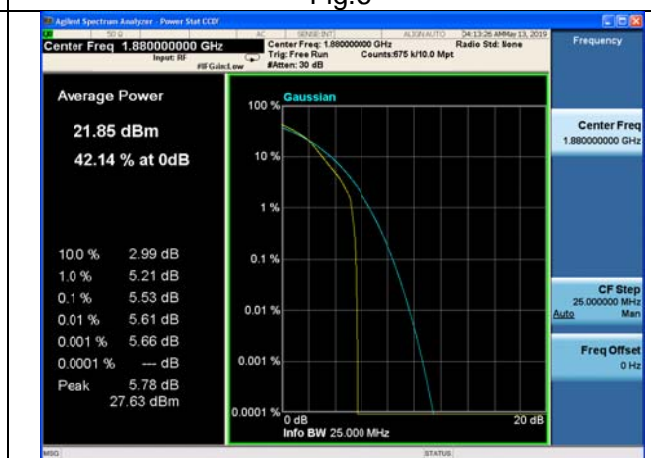 Agilent Spectrum Analyzer - Power Stat CCDF
50 Ω AC SENSE:INT ALIGN AUTO 04:13:26 AM May 13, 2019
Center Freq 1.880000000 GHz
Input: RF
#IFGain:Low
Center Freq: 1.880000000 GHz
Trig: Free Run Counts:675 k/10.0 Mpt
#Atten: 30 dB
Radio Std: None
Frequency
Average Power
21.85 dBm
42.14 % at 0dB
10.0 % 2.99 dB
1.0 % 5.21 dB
0.1 % 5.53 dB
0.01 % 5.61 dB
0.001 % 5.66 dB
0.0001 % --- dB
Peak 5.78 dB
27.63 dBm
Gaussian
100 %
10 %
1 %
0.1 %
0.01 %
0.001 %
0.0001 %
0 dB 20 dB
Info BW 25.000 MHz
Center Freq
1.880000000 GHz
CF Step
25.000000 MHz
Auto Man
Freq Offset
0 Hz
MSG STATUS